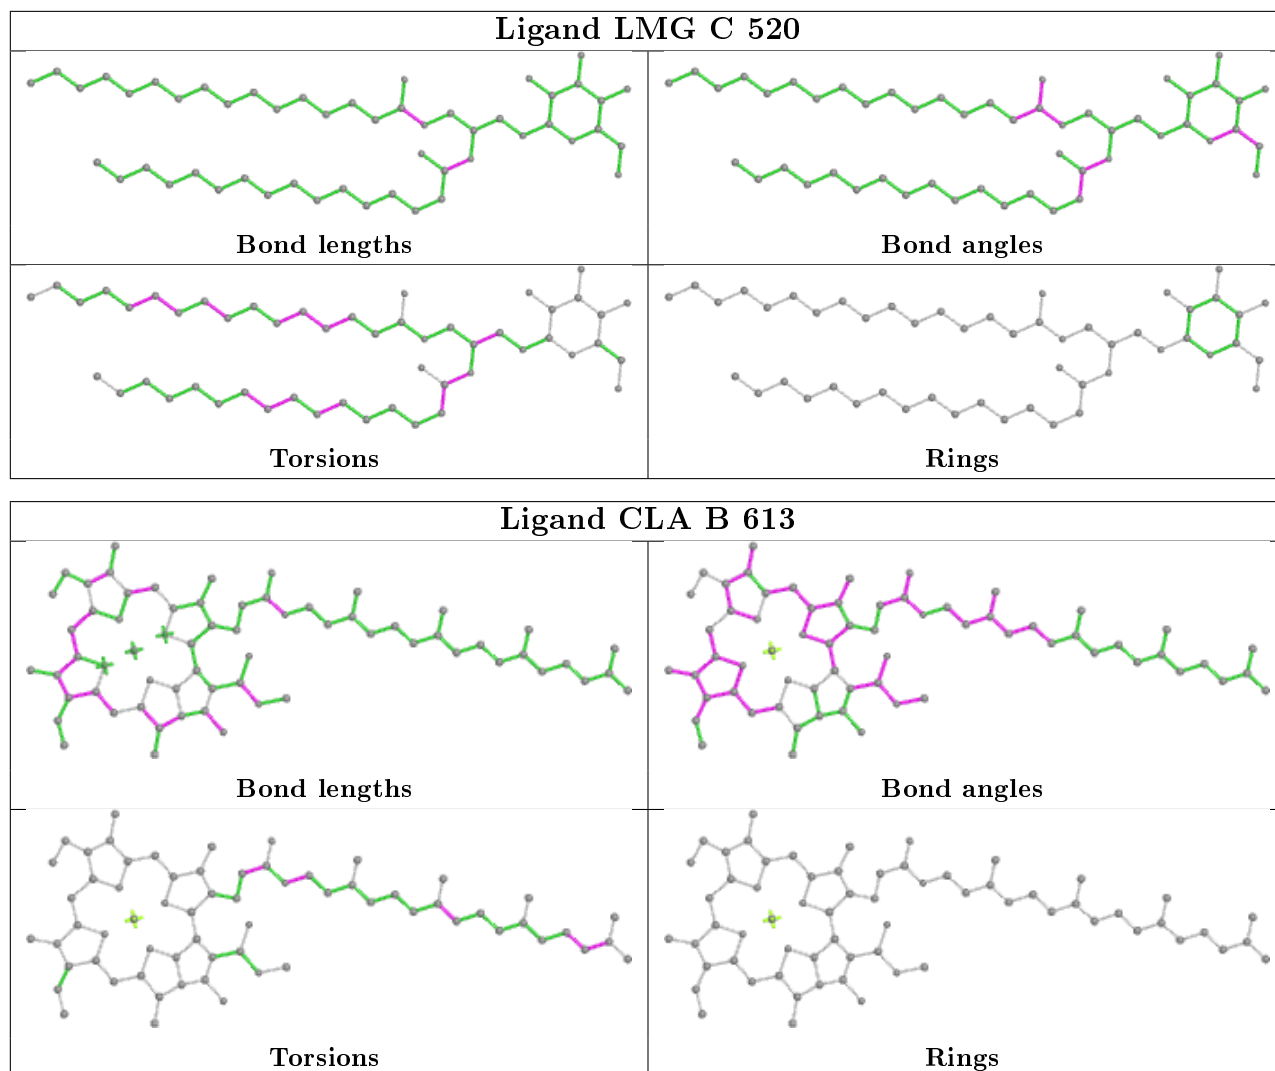 Ligand LMG C 520
Bond lengths
Bond angles
Torsions
Rings
Ligand CLA B 613
Bond lengths
Bond angles
Torsions
Rings